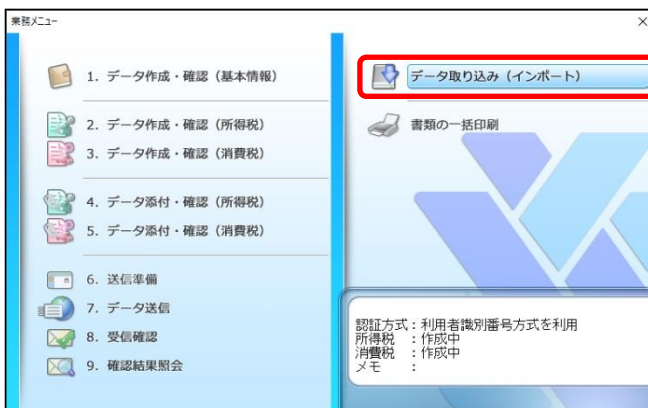 業務メニュー
1. データ作成・確認（基本情報）
2. データ作成・確認（所得税）
3. データ作成・確認（消費税）
4. データ添付・確認（所得税）
5. データ添付・確認（消費税）
6. 送信準備
7. データ送信
8. 受信確認
9. 確認結果照会
データ取り込み（インポート）
書類の一括印刷
認証方式：利用者識別番号方式を利用
所得税　：作成中
消費税　：作成中
メモ　　：